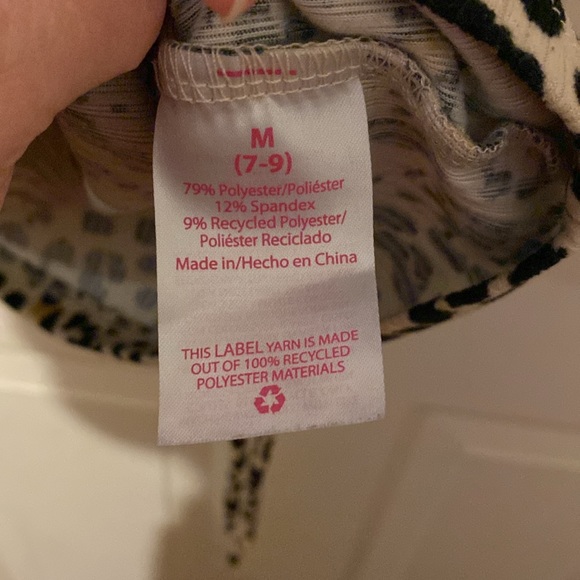 M
(7-9)
79% Polyester/Poliéster
12% Spandex
9% Recycled Polyester/
Poliéster Reciclado
Made in/Hecho en China
THIS LABEL YARN IS MADE
OUT OF 100% RECYCLED
POLYESTER MATERIALS